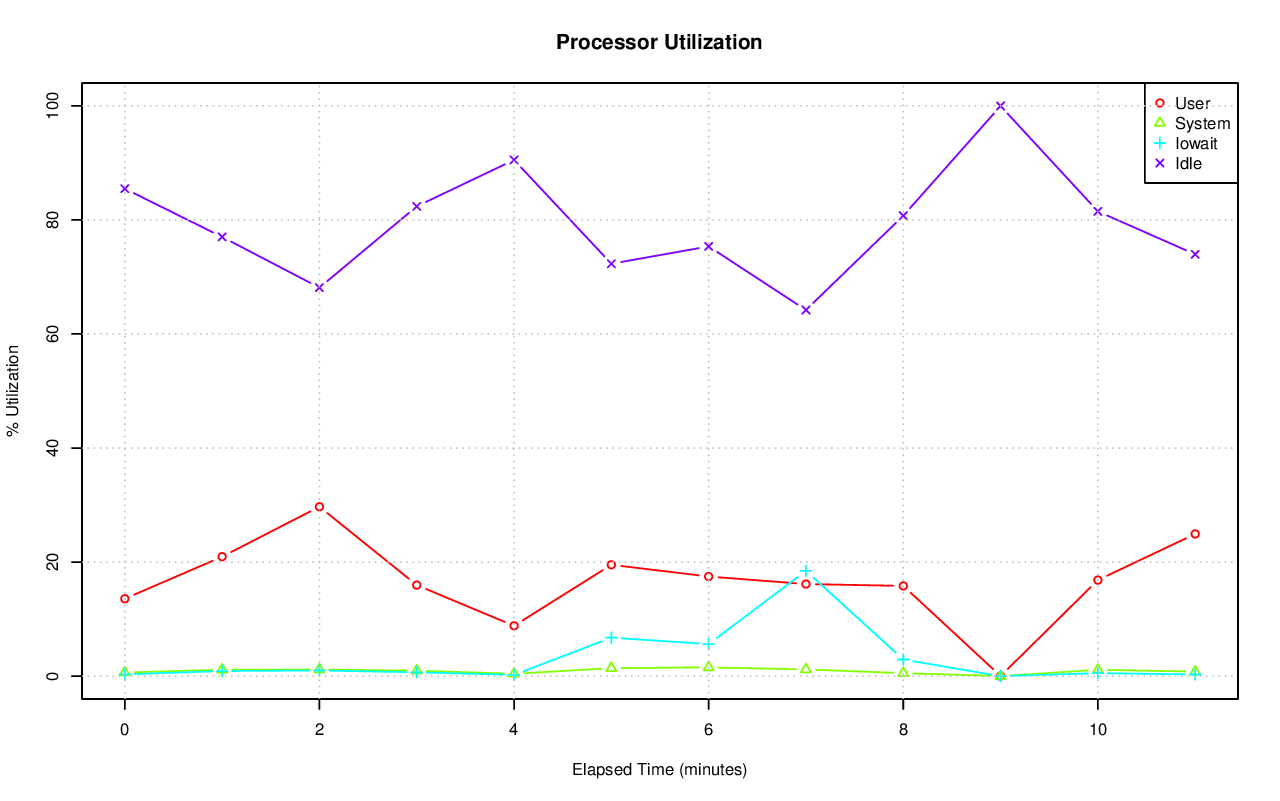 Processor Utilization
User
System
Iowait
Idle
100
80
60
40
20
0
% Utilization
0 2 4 6 8 10
Elapsed Time (minutes)